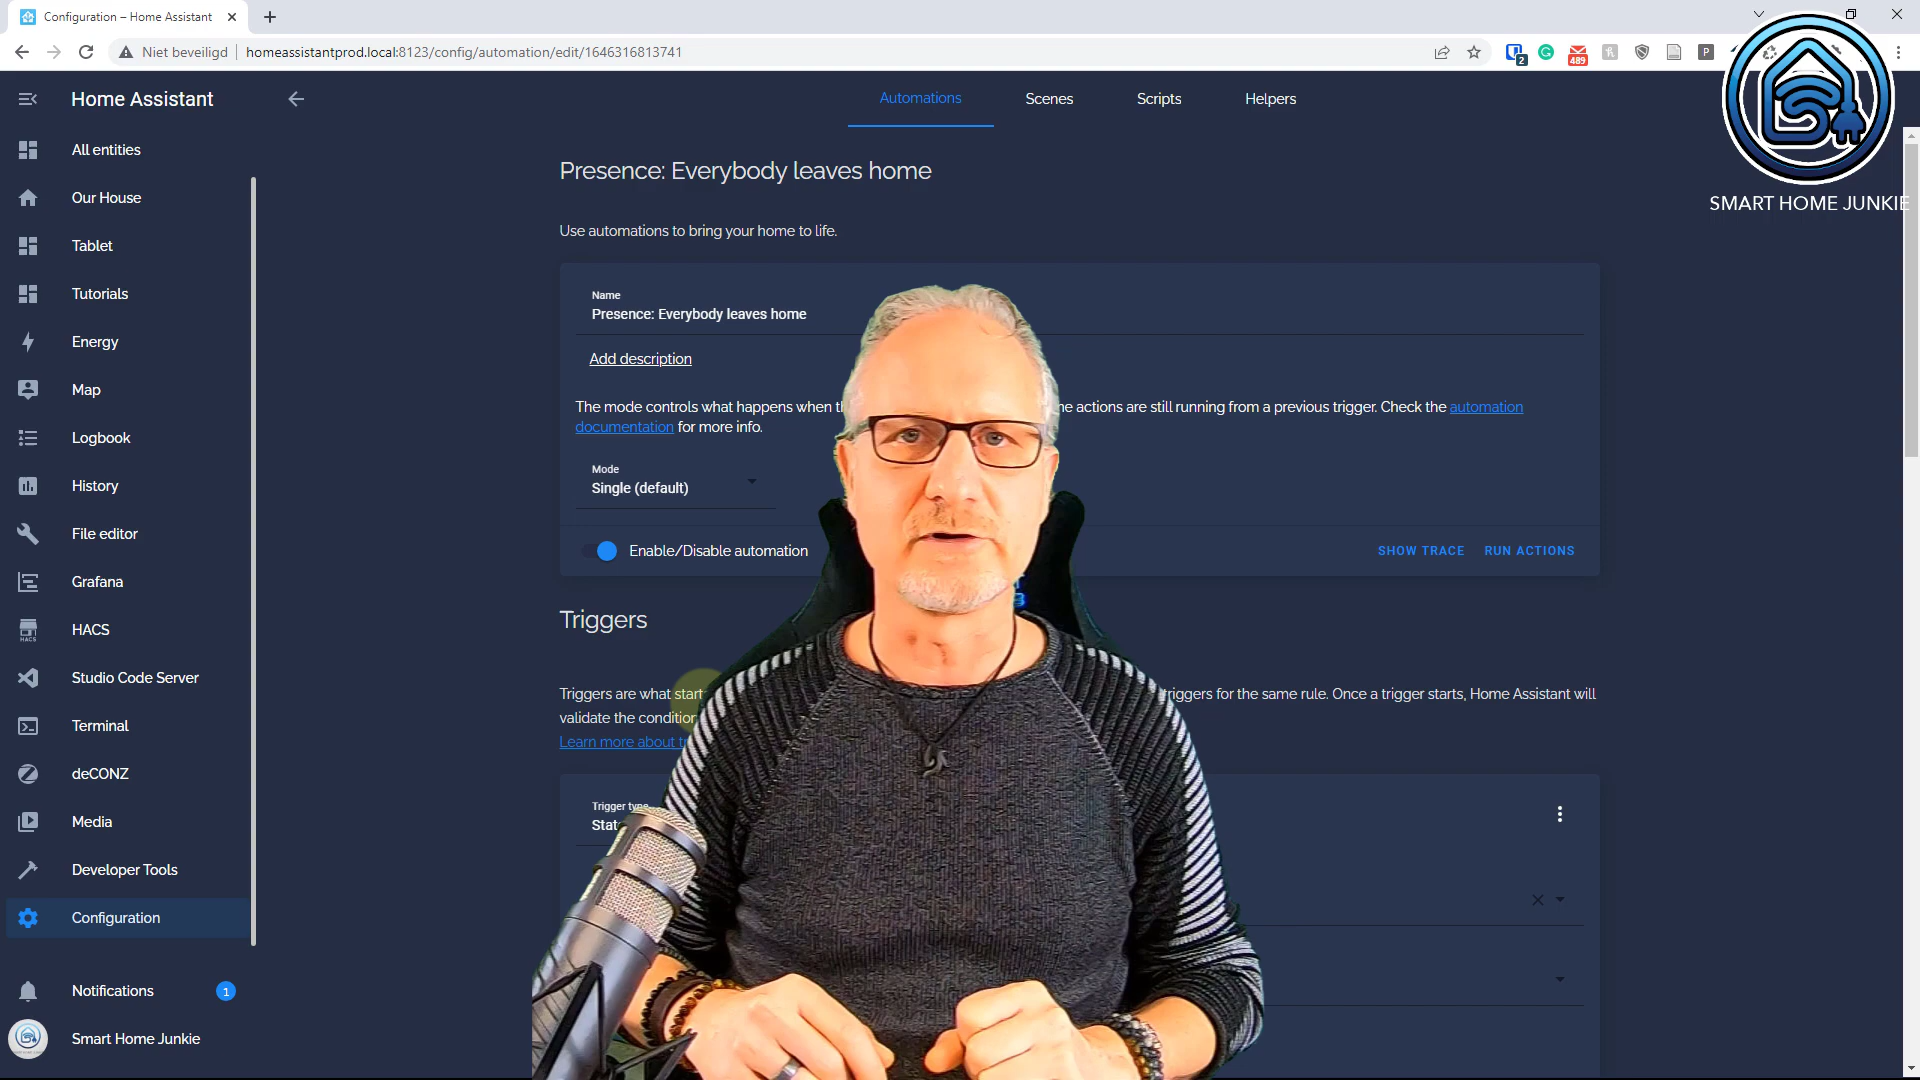 Configuration – Home Assistant
Niet beveiligd
homeassistantprod.local:8123/config/automation/edit/1646316813741
2
489
P
Home Assistant
Automations
Scenes
Scripts
Helpers
SMART HOME JUNKIE
All entities
Our House
Tablet
Tutorials
Energy
Map
Logbook
History
File editor
Grafana
HACS
HACS
Studio Code Server
Terminal
deCONZ
Media
Developer Tools
Configuration
Notifications
1
Smart Home Junkie
Presence: Everybody leaves home
Use automations to bring your home to life.
Name
Presence: Everybody leaves home
Add description
The mode controls what happens when actions are still running from a previous trigger. Check the automation
documentation for more info.
Mode
Single (default)
Enable/Disable automation
SHOW TRACE
RUN ACTIONS
Triggers
Triggers are what start for the same rule. Once a trigger starts, Home Assistant will
validate the
Learn more about
Trigger type